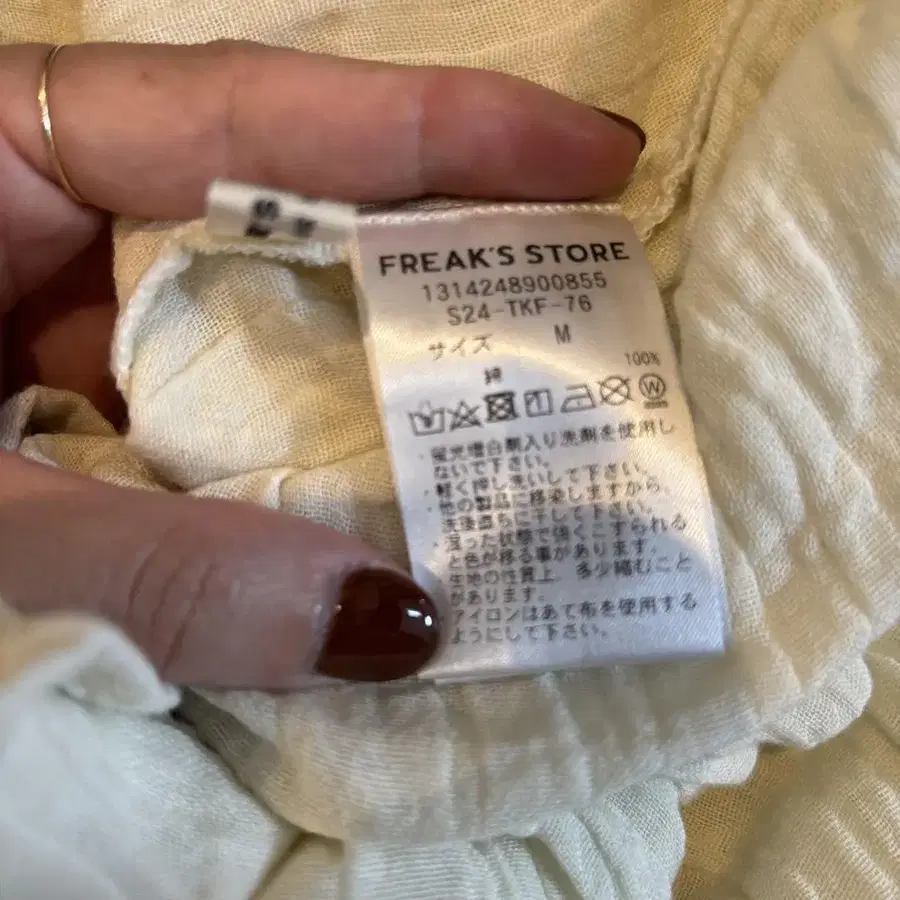 FREAK'S STORE
1314248900855
S24-TKF-76
サイズ M
綿 100%
W
・蛍光増白剤入り洗剤を使用し
ないで下さい。
・軽く押し洗いして下さい。
・他の製品に移染しますから、
洗濯後直ちに干して下さい。
・湿った状態で強くこすられる
と色が移る事があります。
生地の性質上、多少縮むこと
があります。
アイロンはあて布を使用する
ようにして下さい。